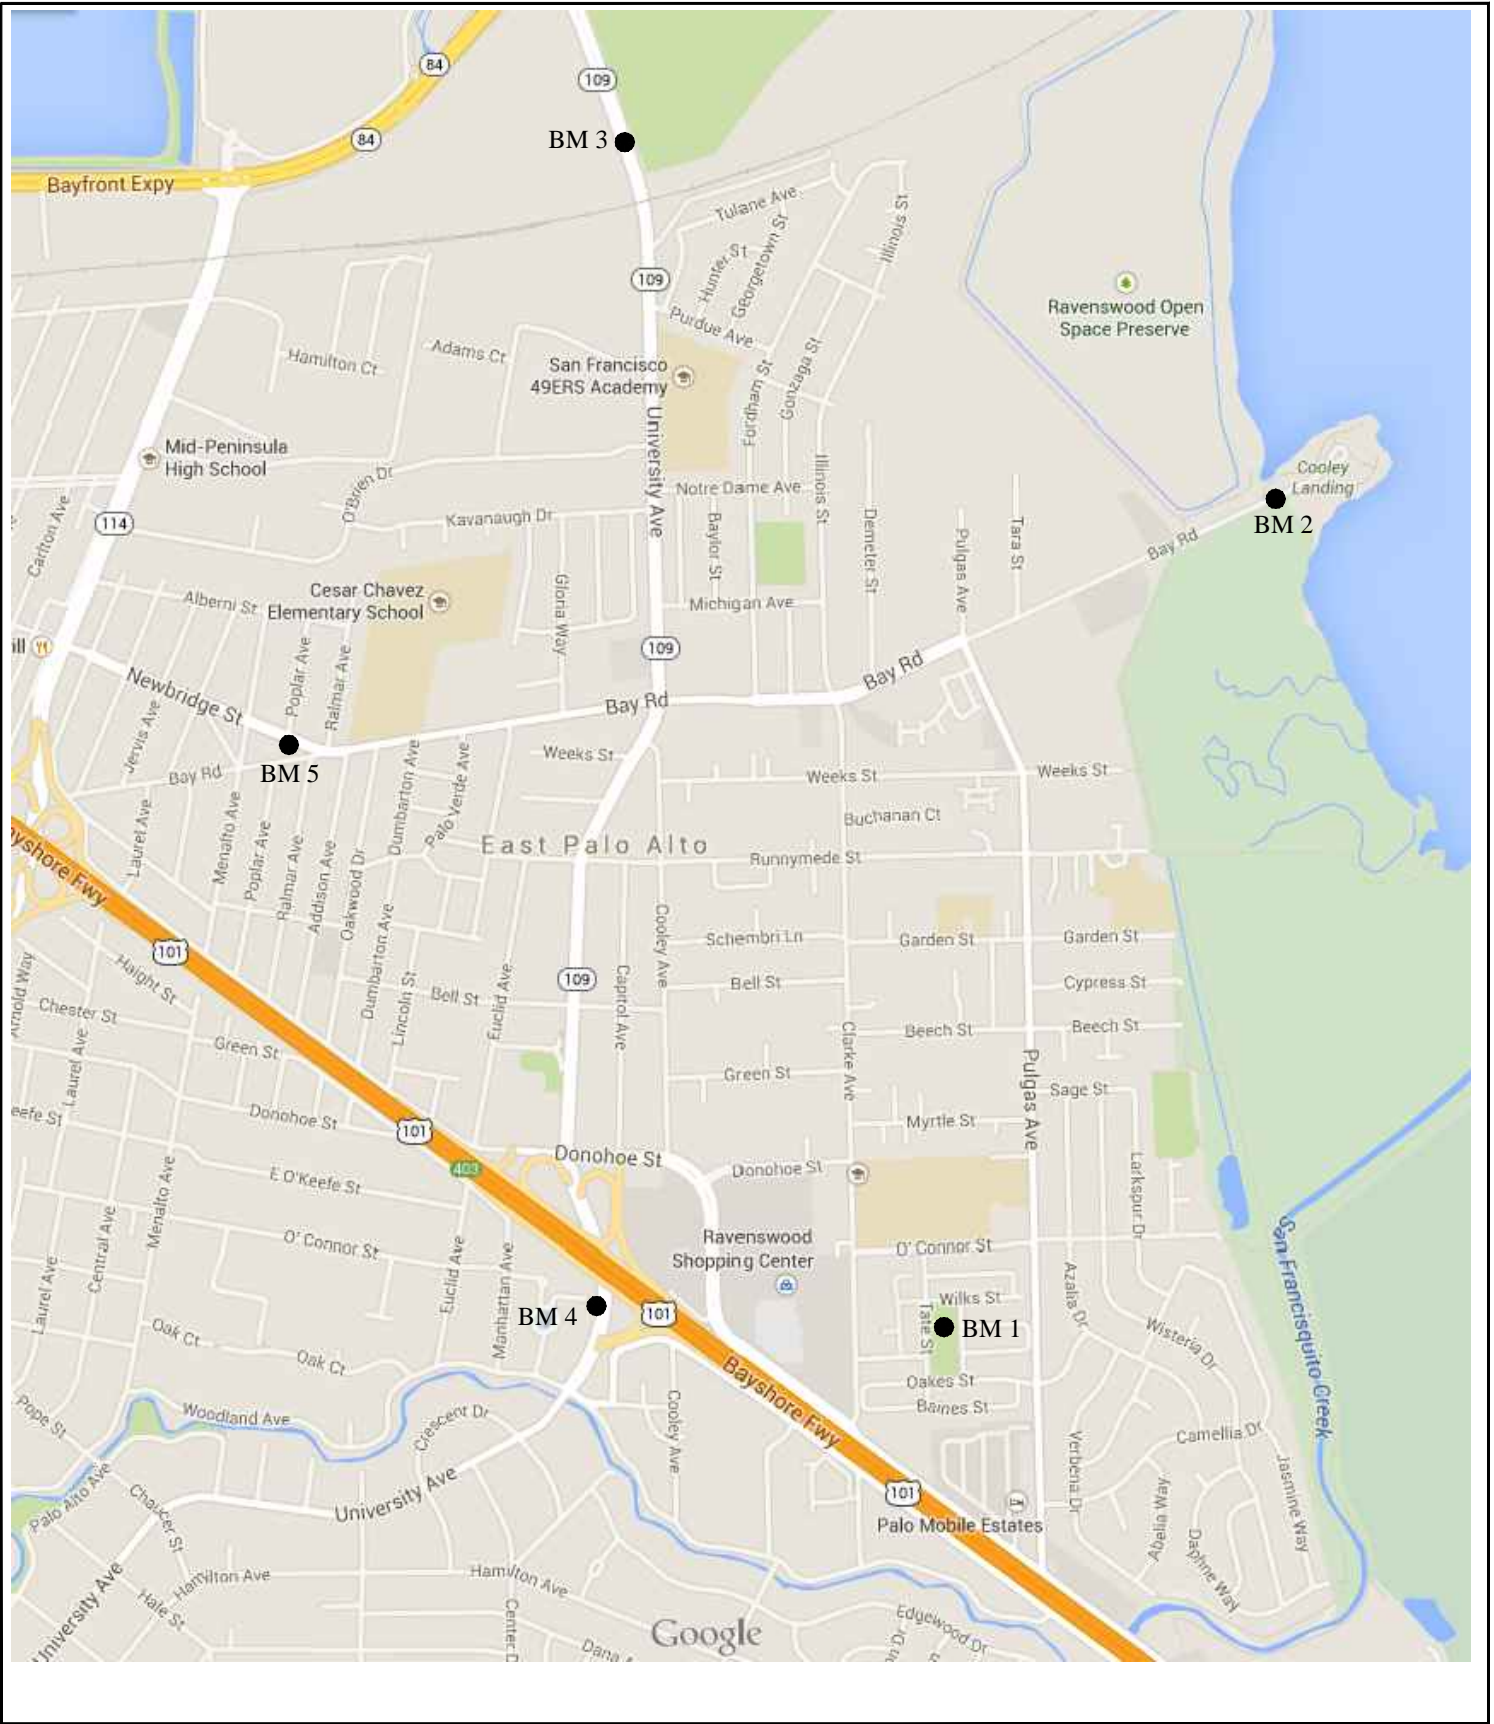 84
109
BM 3
84
Bayfront Expy
Tulane Ave
Illinois St
Hunter St
Georgetown St
109
Ravenswood Open
Space Preserve
Purdue Ave
Hamilton Ct
Adams Ct
San Francisco
49ERS Academy
Fordham St
Gonzaga St
University Ave
Mid-Peninsula
High School
O'Brien Dr
Notre Dame Ave
Illinois St
Cooley
Landing
BM 2
Carlton Ave
114
Kavanaugh Dr
Baylor St
Demeter St
Pulgas Ave
Tara St
Bay Rd
Cesar Chavez
Elementary School
Alberni St
Gloria Way
Michigan Ave
ill
109
Poplar Ave
Ralmar Ave
Newbridge St
Bay Rd
Bay Rd
Jervis Ave
BM 5
Bay Rd
Weeks St
Weeks St
Weeks St
Dumbarton Ave
Palo Verde Ave
Laurel Ave
Menalto Ave
Poplar Ave
Ralmar Ave
Addison Ave
Oakwood Dr
Buchanan Ct
East Palo Alto
Runnymede St
ayshore Fwy
101
Dumbarton Ave
Lincoln St
Euclid Ave
Cooley Ave
Capitol Ave
Schembri Ln
Garden St
Garden St
Arnold Way
Haight St
Bell St
109
Bell St
Cypress St
Chester St
Beech St
Beech St
Clarke Ave
Laurel Ave
Green St
Green St
Pulgas Ave
Sage St
eefe St
Donohoe St
101
Myrtle St
403
Donohoe St
Donohoe St
Larkspur Dr
E O'Keefe St
Menalto Ave
Central Ave
O' Connor St
Ravenswood
Shopping Center
O' Connor St
San Francisquito Creek
Laurel Ave
Euclid Ave
Manhattan Ave
BM 4
101
Wilks St
Tate St
BM 1
Azalia Dr
Wisteria Dr
Oak Ct
Oak Ct
Bayshore Fwy
Oakes St
Baines St
Pope St
Woodland Ave
Crescent Dr
Cooley Ave
Camellia Dr
Verbena Dr
Jasmine Way
Palo Alto Ave
Chaucer St
University Ave
101
Palo Mobile Estates
Abelia Way
Daphne Way
University Ave
Hamilton Ave
Hale St
Hamilton Ave
Center D
Google
Dana A
Edgewood Dr
on Dr